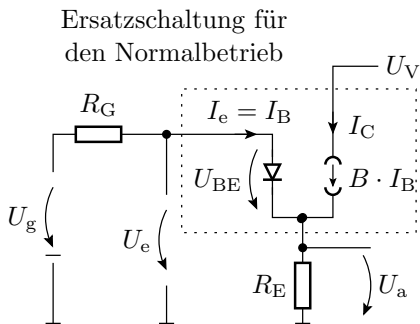 Ersatzschaltung für
den Normalbetrieb
U_V
R_G
I_e = I_B
I_C
U_BE
B · I_B
U_g
U_e
R_E
U_a